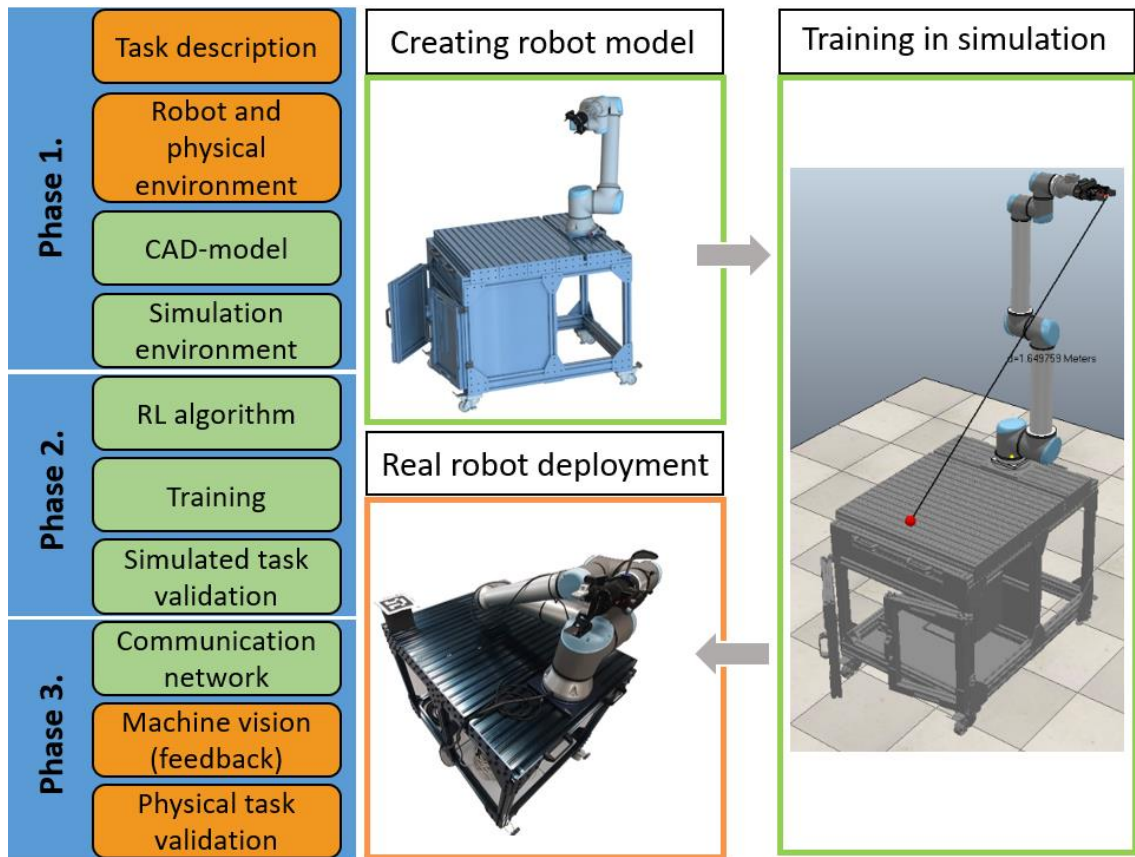 Phase 1.
Task description
Robot and
physical
environment
CAD-model
Simulation
environment
Phase 2.
RL algorithm
Training
Simulated task
validation
Phase 3.
Communication
network
Machine vision
(feedback)
Physical task
validation
Creating robot model
Real robot deployment
Training in simulation
d=1.649759 Meters